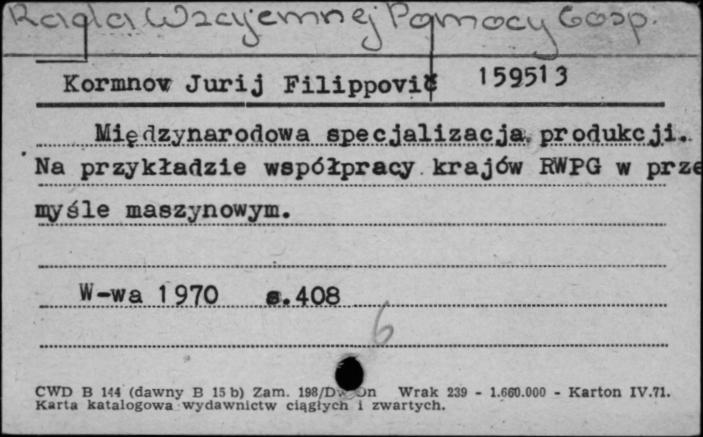 Rada Wzajemnej Pomocy Gosp.
Kormnov Jurij Filippovič 159513
Międzynarodowa specjalizacja produkcji.
Na przykładzie współpracy krajów RWPG w prze
myśle maszynowym.
W-wa 1970 s.408
6
CWD B 144 (dawny B 15 b) Zam. 198/Dw On Wrak 239 - 1.660.000 - Karton IV.71.
Karta katalogowa wydawnictw ciągłych i zwartych.